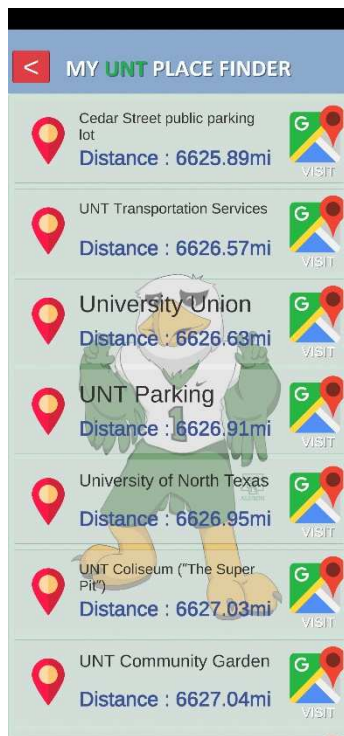 <
MY UNT PLACE FINDER
Cedar Street public parking
lot
Distance : 6625.89mi
G
VISIT
UNT Transportation Services
Distance : 6626.57mi
G
VISIT
University Union
Distance : 6626.63mi
G
VISIT
UNT Parking
Distance : 6626.91mi
G
VISIT
1
University of North Texas
Distance : 6626.95mi
G
VISIT
UNT Coliseum ("The Super
Pit")
Distance : 6627.03mi
G
VISIT
UNT Community Garden
Distance : 6627.04mi
G
VISIT